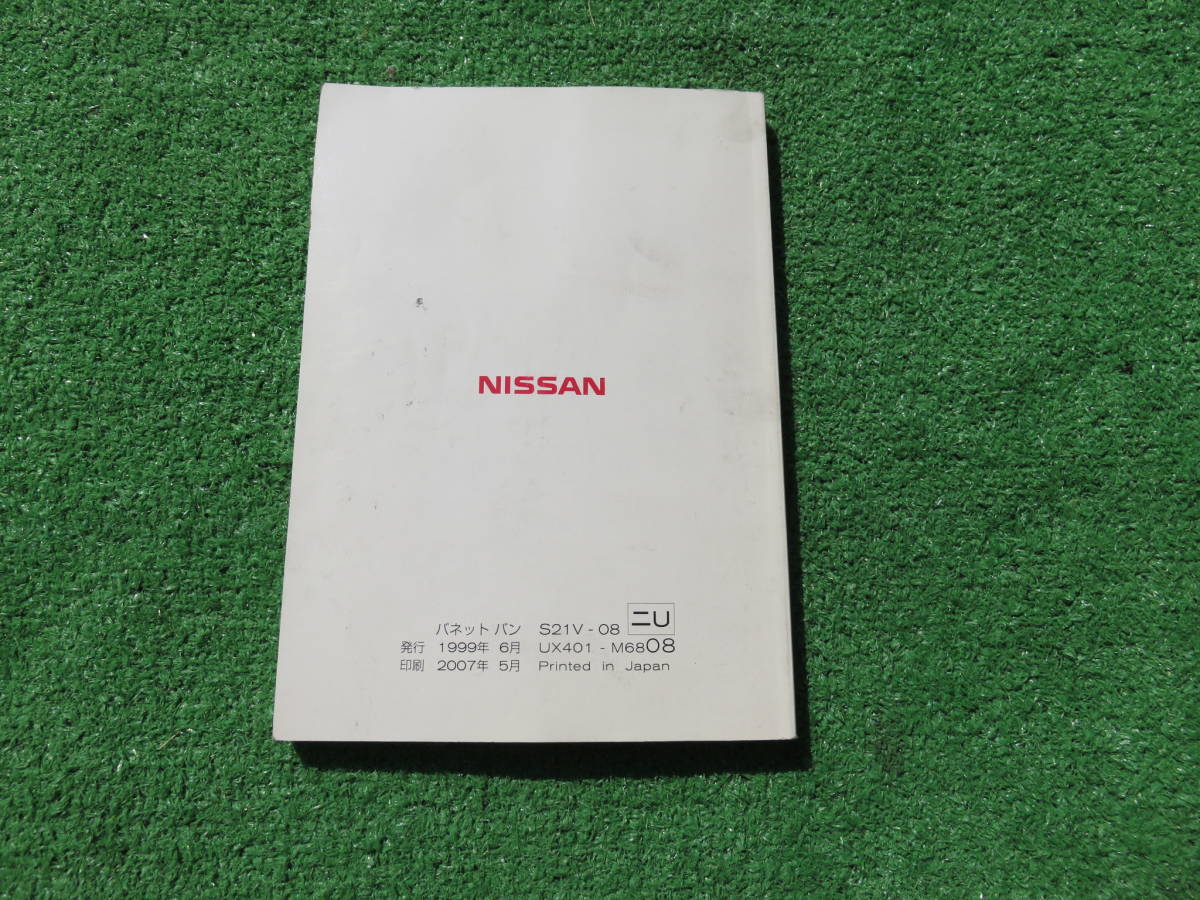 NISSAN
バネット バン S21V - 08 ニU
発行 1999年 6月 UX401 - M6808
印刷 2007年 5月 Printed in Japan